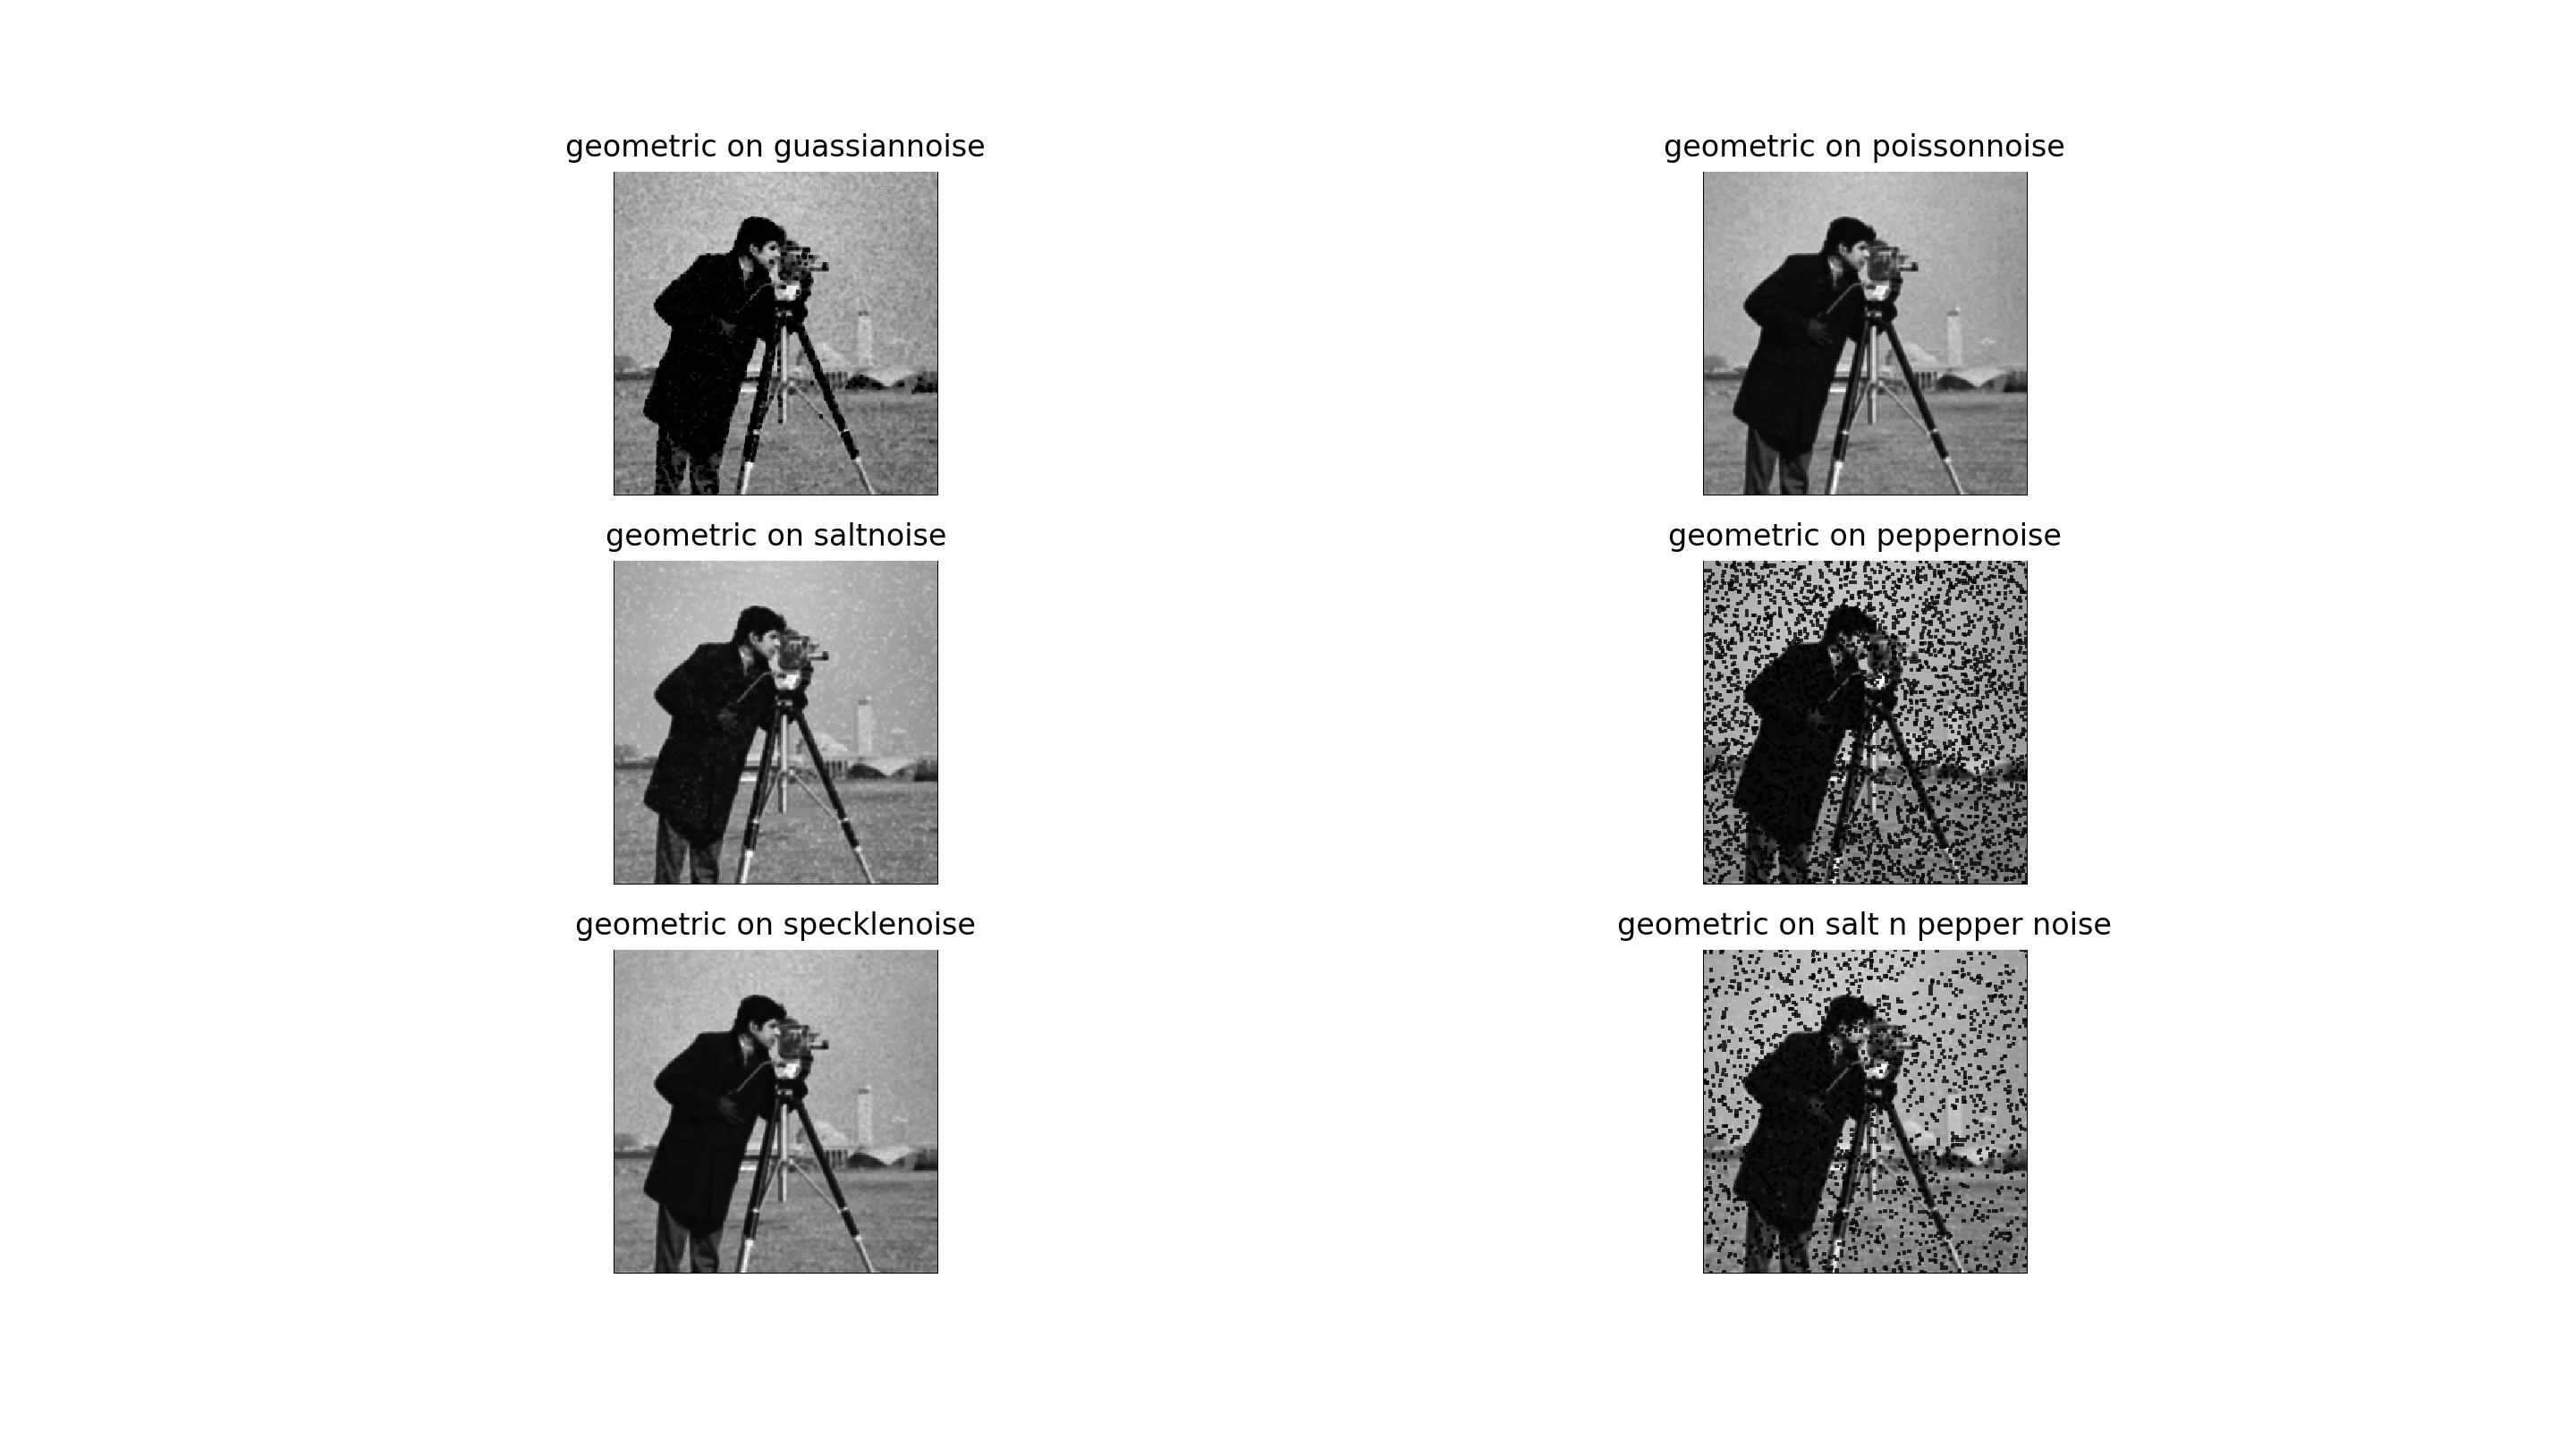 geometric on guassiannoise
geometric on poissonnoise
geometric on saltnoise
geometric on peppernoise
geometric on specklenoise
geometric on salt n pepper noise